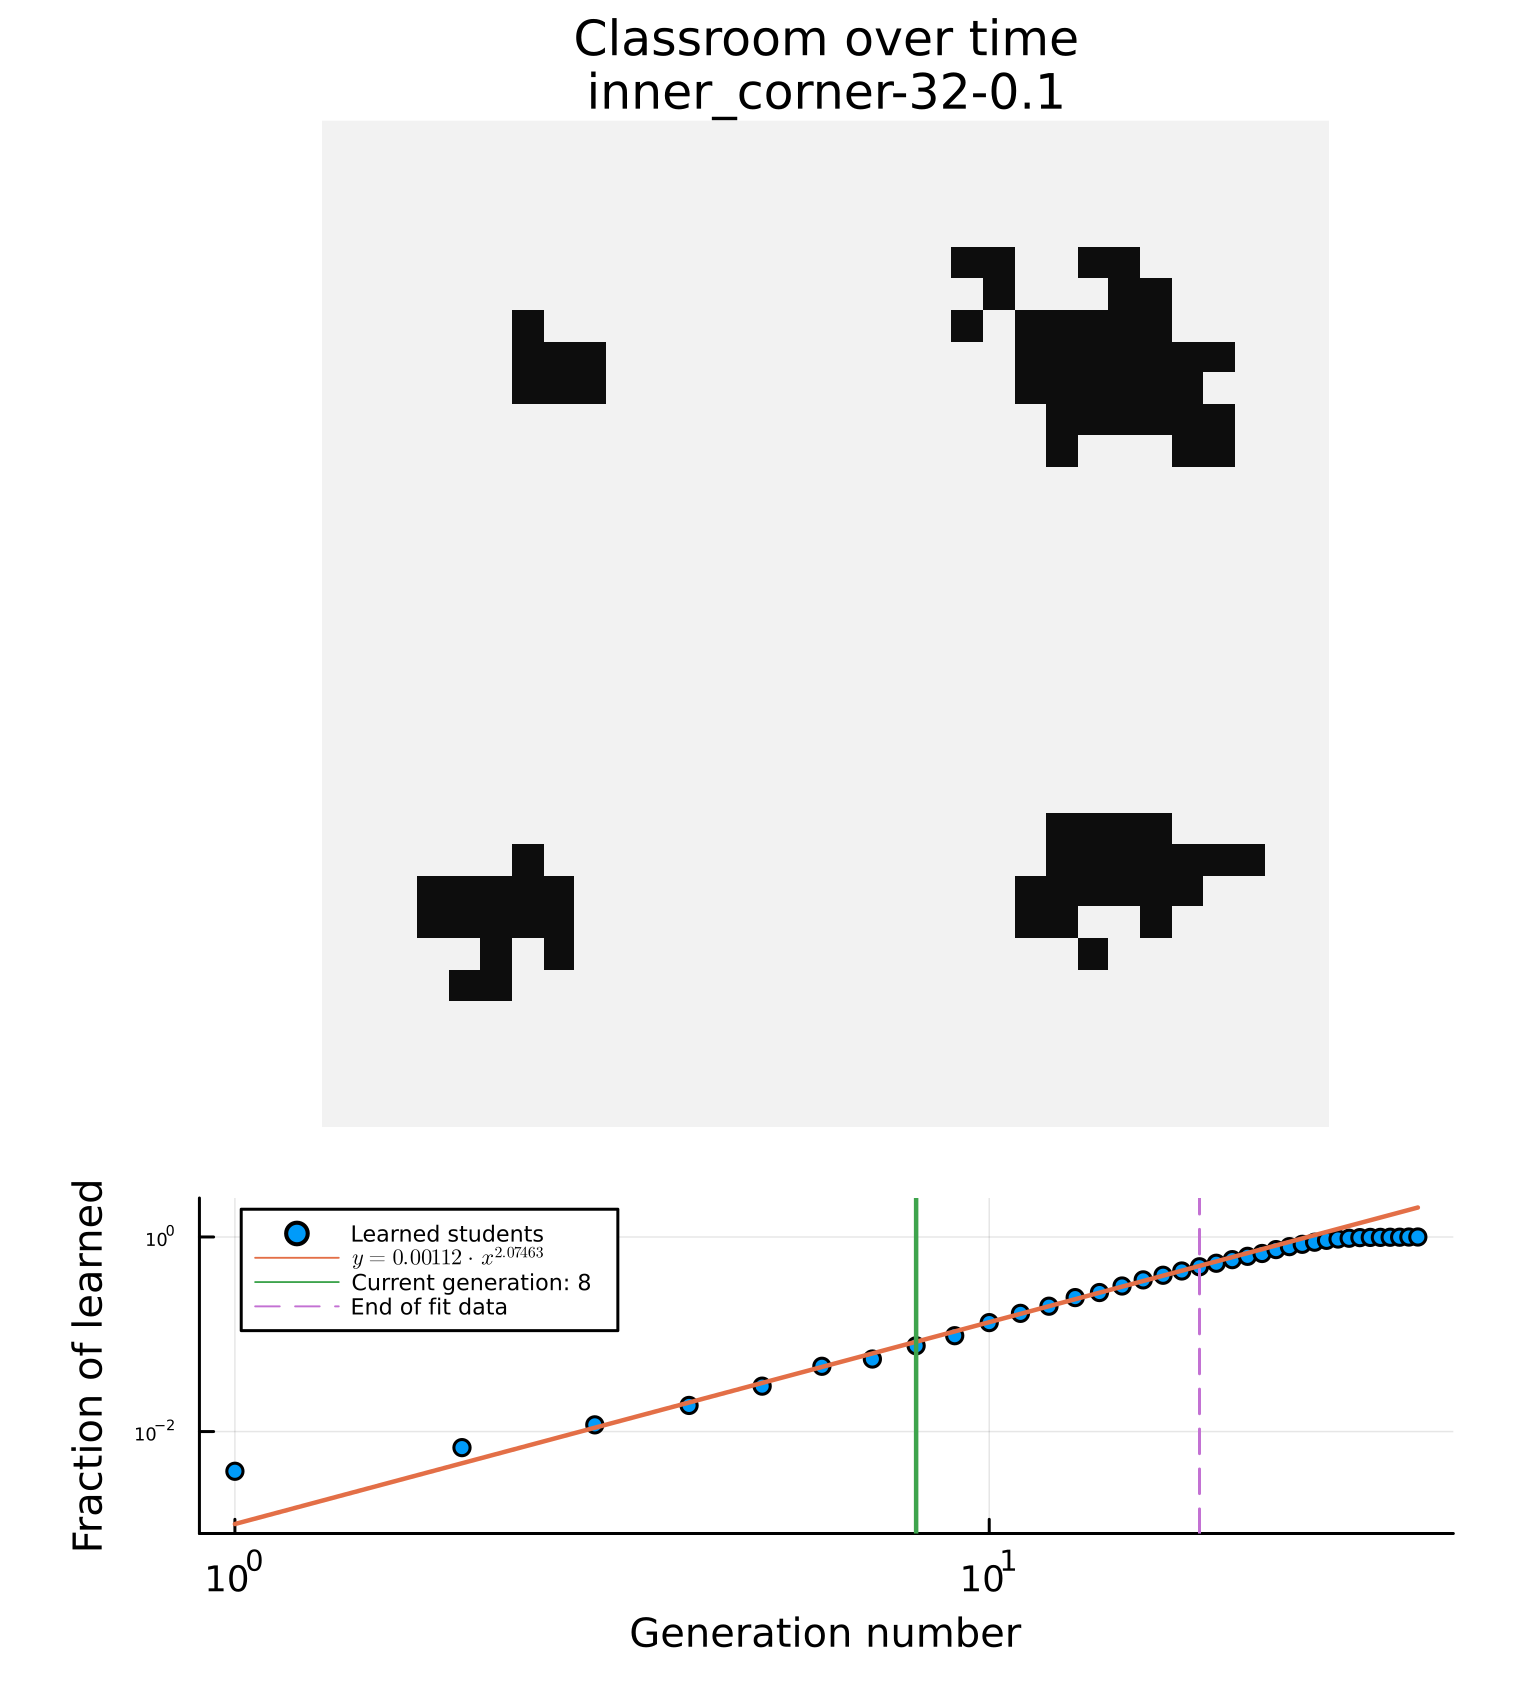 Classroom over time
inner_corner-32-0.1
Fraction of learned
10^0
10^-2
Learned students
y = 0.00112 · x^2.07463
Current generation: 8
End of fit data
10^0
10^1
Generation number